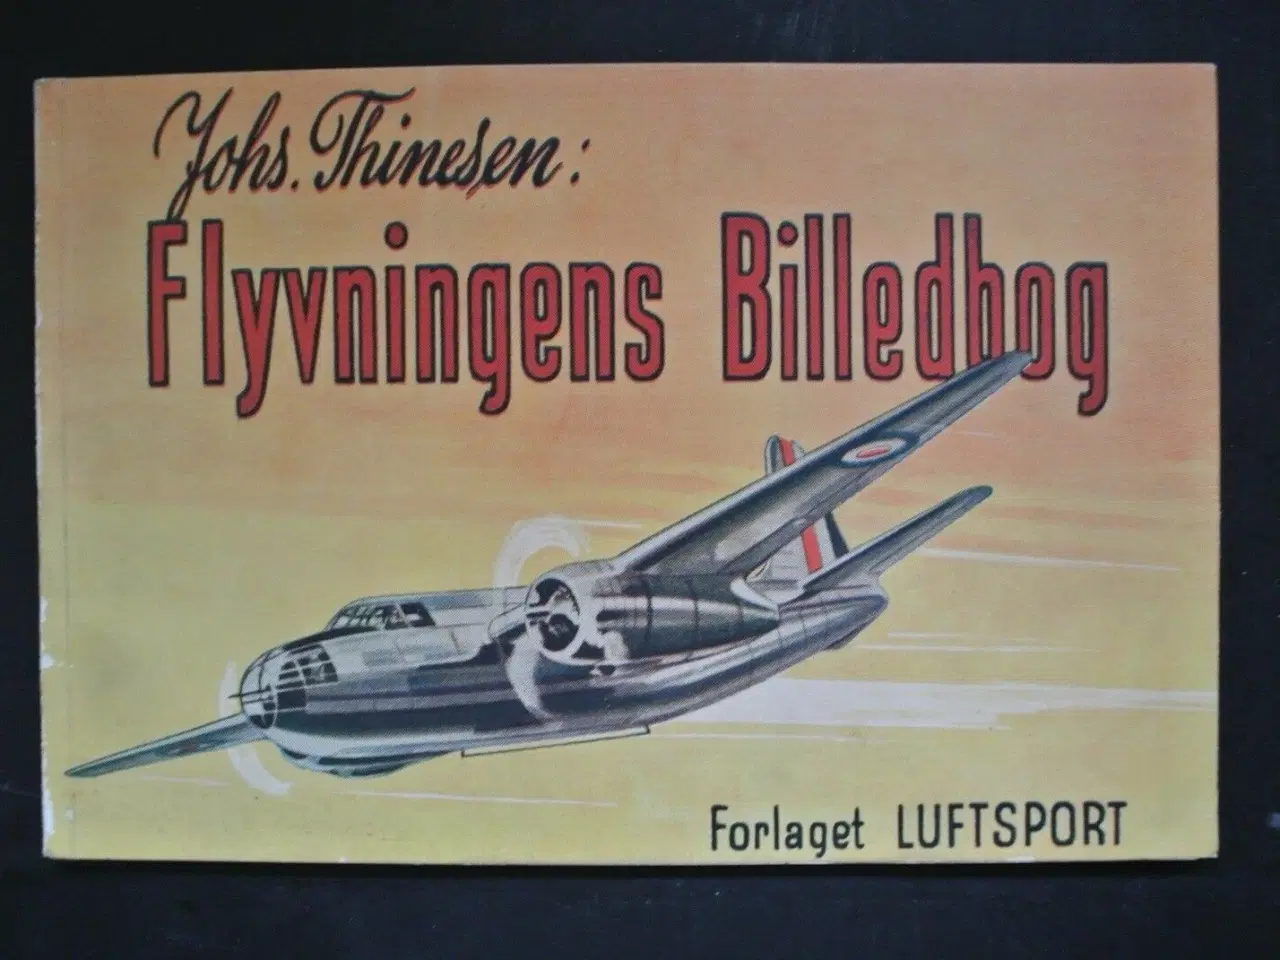 Johs. Thinesen:
Flyvningens Billedbog
Forlaget LUFTSPORT